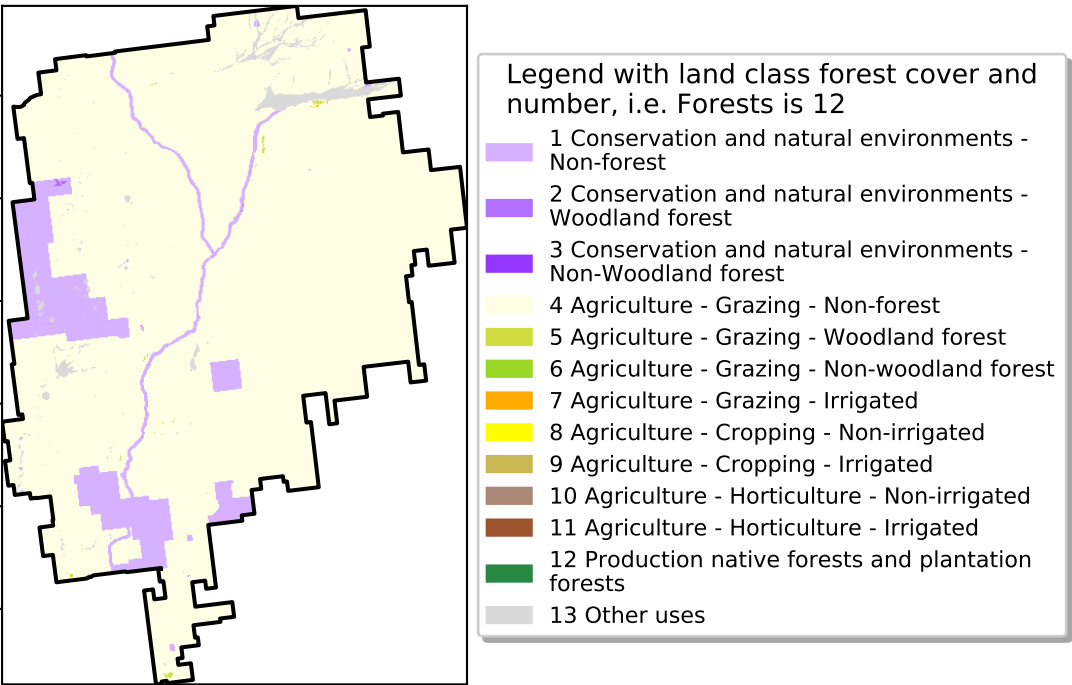 Legend with land class forest cover and
number, i.e. Forests is 12
1 Conservation and natural environments -
Non-forest
2 Conservation and natural environments -
Woodland forest
3 Conservation and natural environments -
Non-Woodland forest
4 Agriculture - Grazing - Non-forest
5 Agriculture - Grazing - Woodland forest
6 Agriculture - Grazing - Non-woodland forest
7 Agriculture - Grazing - Irrigated
8 Agriculture - Cropping - Non-irrigated
9 Agriculture - Cropping - Irrigated
10 Agriculture - Horticulture - Non-irrigated
11 Agriculture - Horticulture - Irrigated
12 Production native forests and plantation
forests
13 Other uses